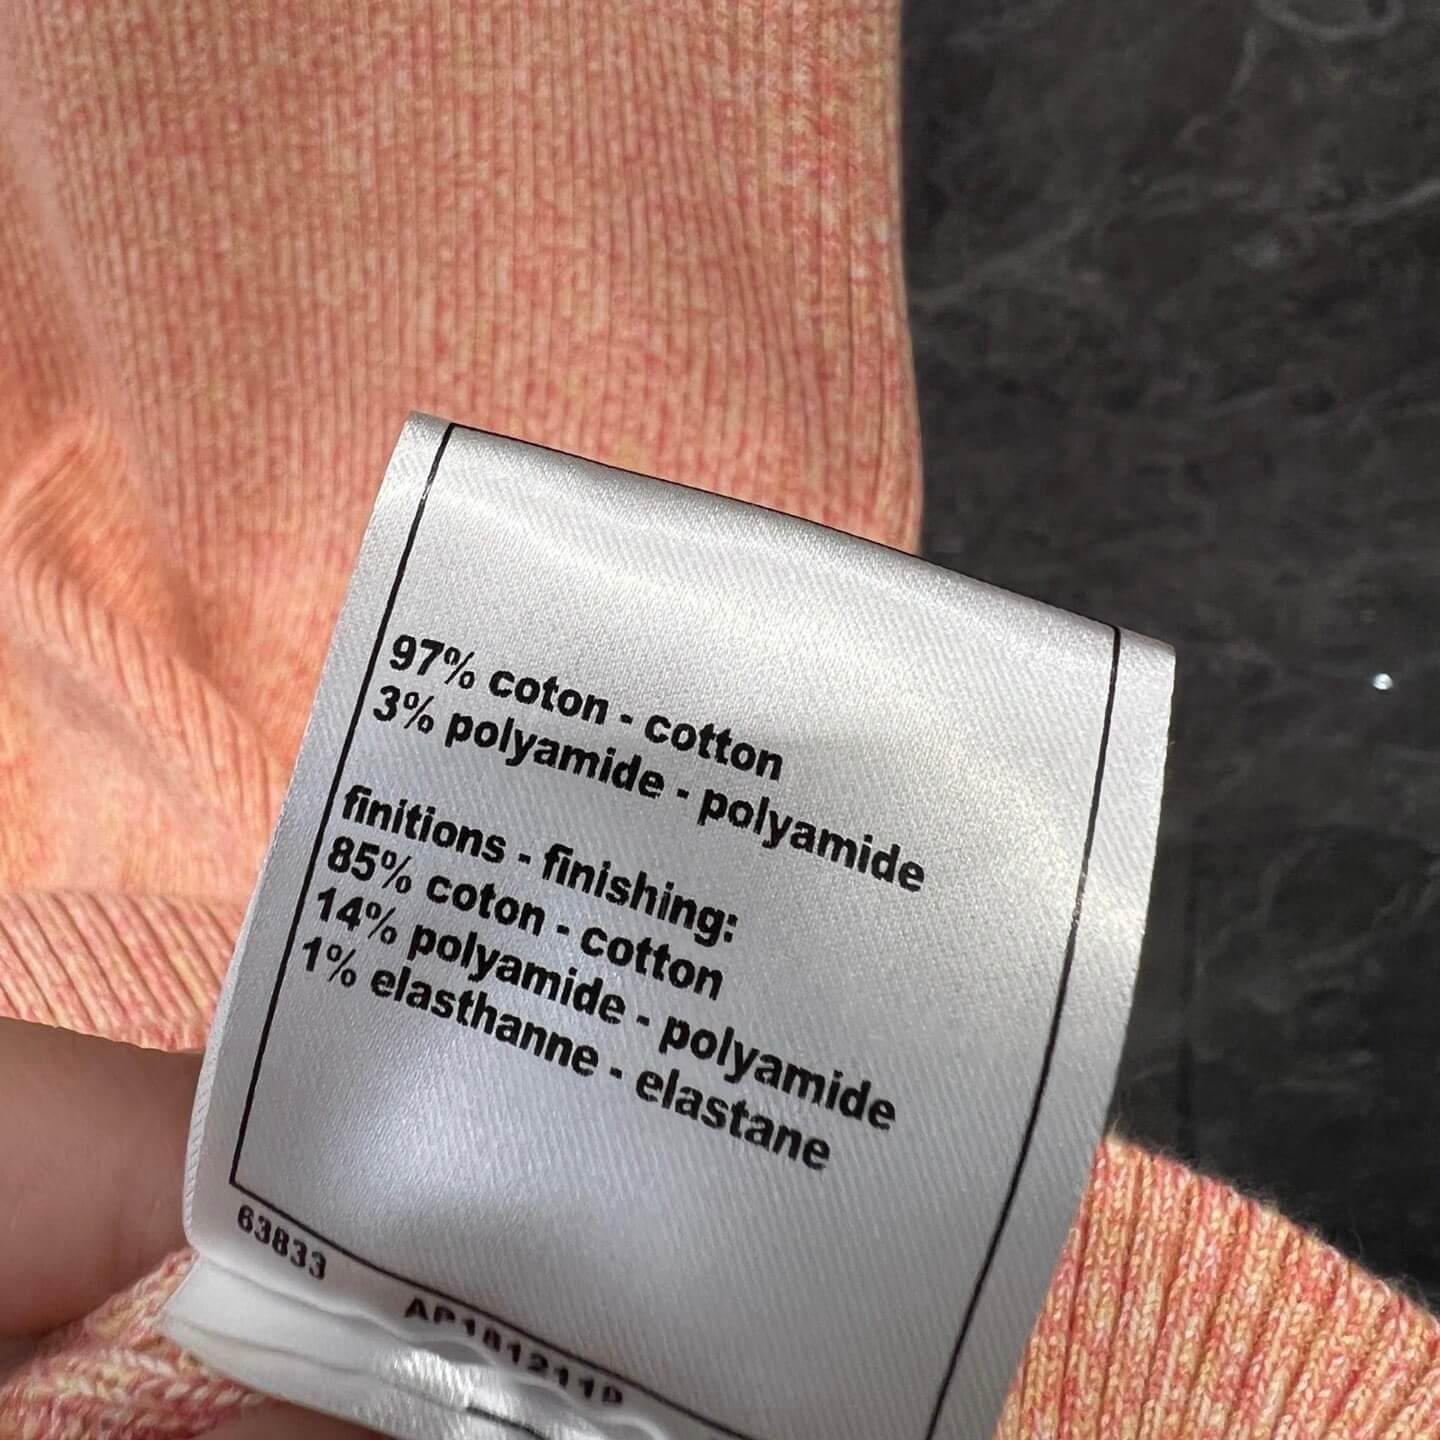 97% coton - cotton
3% polyamide - polyamide
finitions - finishing:
85% coton - cotton
14% polyamide - polyamide
1% elasthanne - elastane
63833